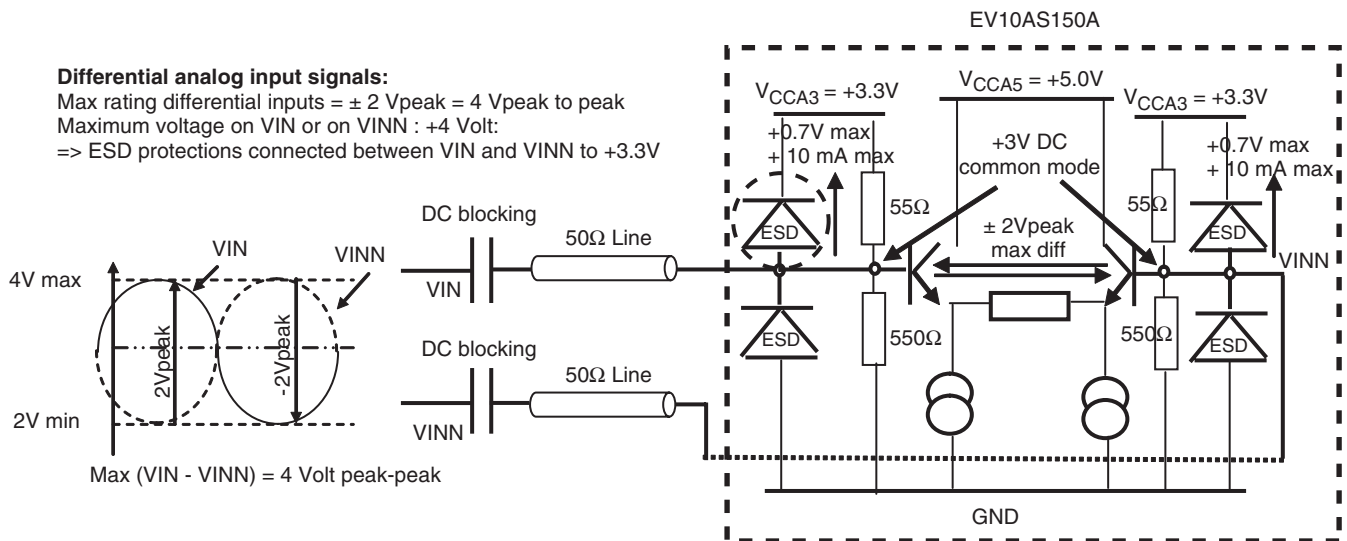 EV10AS150A
Differential analog input signals:
Max rating differential inputs = ± 2 Vpeak = 4 Vpeak to peak
Maximum voltage on VIN or on VINN : +4 Volt:
=> ESD protections connected between VIN and VINN to +3.3V
VCCA3 = +3.3V
VCCA5 = +5.0V
VCCA3 = +3.3V
+0.7V max
+ 10 mA max
+3V DC
common mode
+0.7V max
+ 10 mA max
DC blocking
50Ω Line
VIN
ESD
55Ω
± 2Vpeak
max diff
55Ω
ESD
VINN
VIN
VINN
4V max
2Vpeak
-2Vpeak
2V min
Max (VIN - VINN) = 4 Volt peak-peak
DC blocking
50Ω Line
VINN
ESD
550Ω
550Ω
ESD
GND